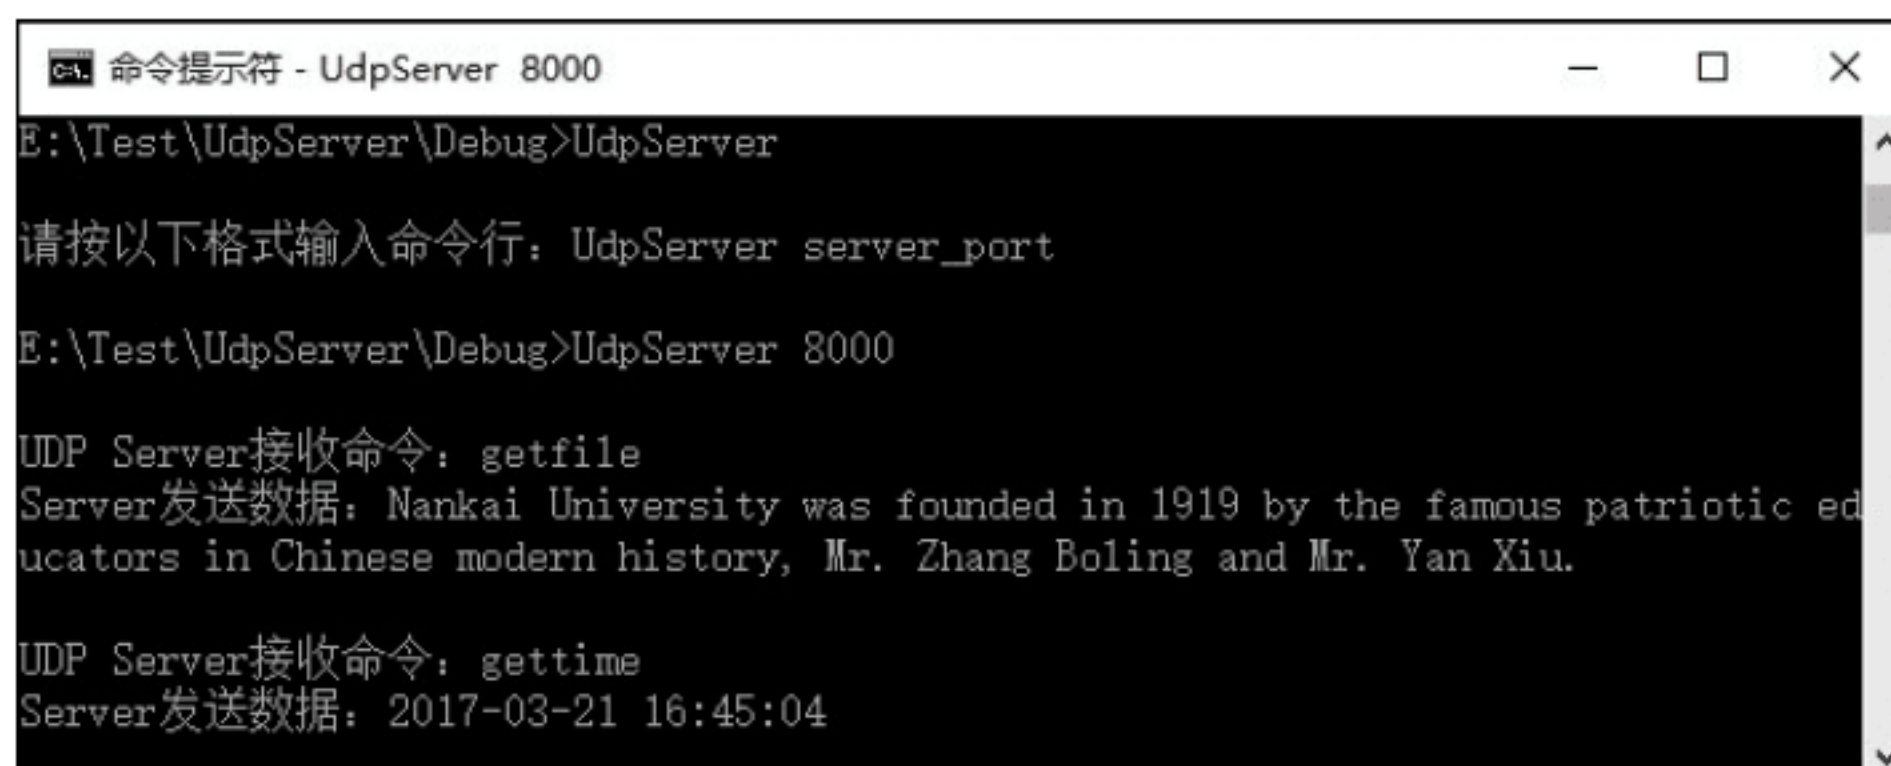 命令提示符 - UdpServer 8000
E:\Test\UdpServer\Debug>UdpServer
请按以下格式输入命令行：UdpServer server_port
E:\Test\UdpServer\Debug>UdpServer 8000
UDP Server接收命令：getfile
Server发送数据：Nankai University was founded in 1919 by the famous patriotic ed
ucators in Chinese modern history, Mr. Zhang Boling and Mr. Yan Xiu.
UDP Server接收命令：gettime
Server发送数据：2017-03-21 16:45:04